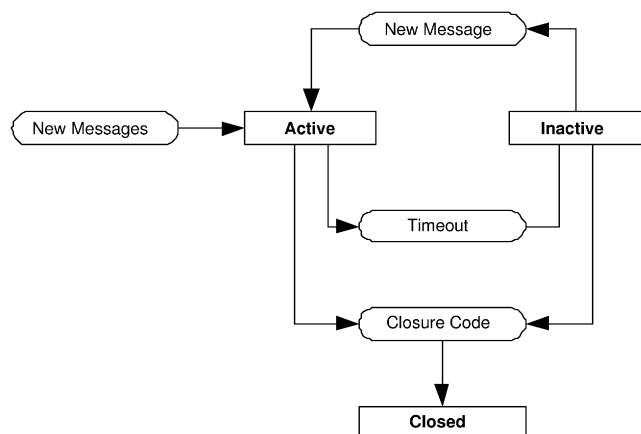 New Message
New Messages
Active
Inactive
Timeout
Closure Code
Closed